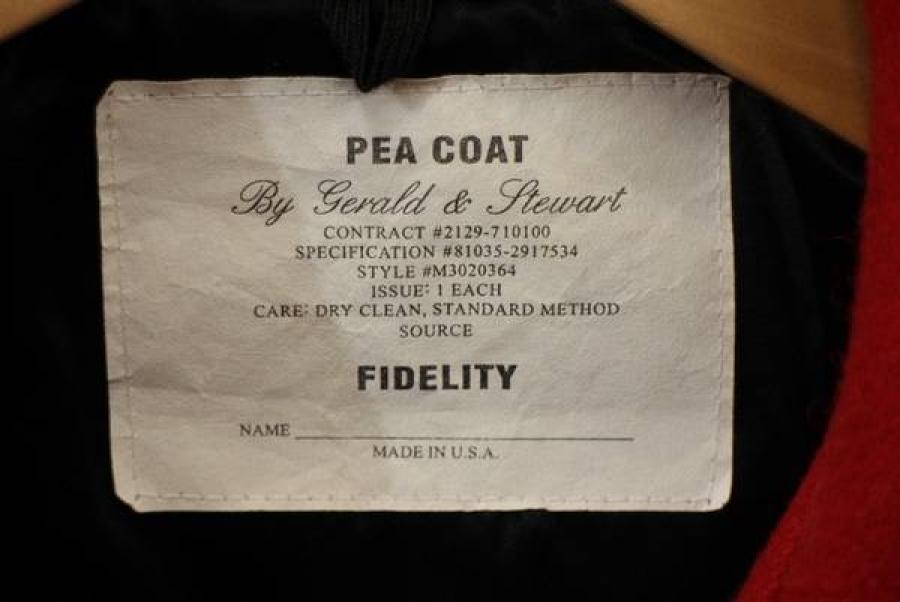 PEA COAT
By Gerald & Stewart
CONTRACT #2129-710100
SPECIFICATION #81035-2917534
STYLE #M3020364
ISSUE: 1 EACH
CARE: DRY CLEAN, STANDARD METHOD
SOURCE
FIDELITY
NAME
MADE IN U.S.A.